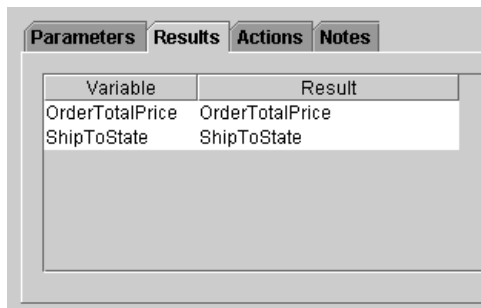 Parameters Results Actions Notes
Variable Result
OrderTotalPrice OrderTotalPrice
ShipToState ShipToState